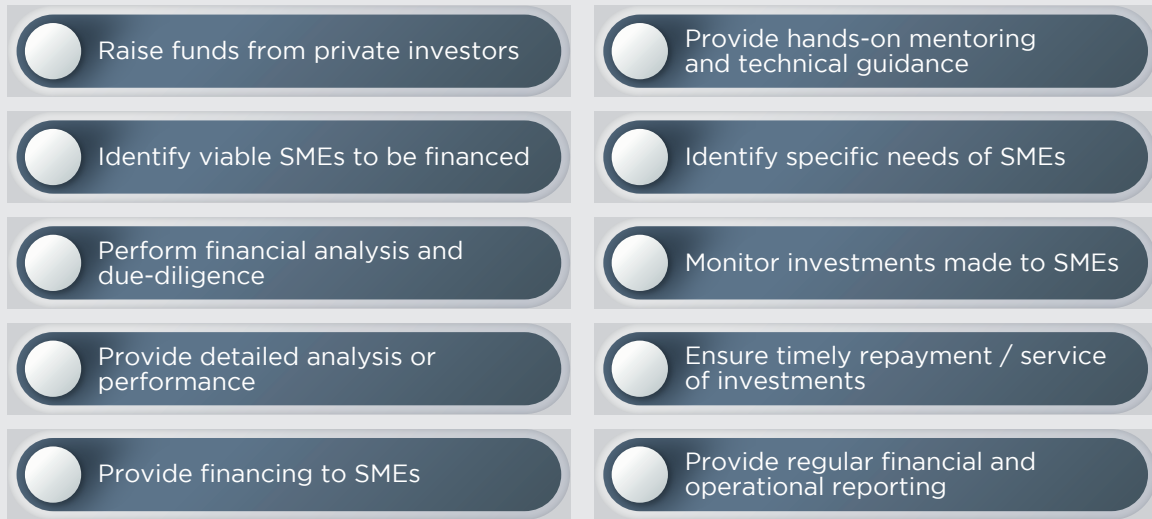 Raise funds from private investors
Identify viable SMEs to be financed
Perform financial analysis and
due-diligence
Provide detailed analysis or
performance
Provide financing to SMEs
Provide hands-on mentoring
and technical guidance
Identify specific needs of SMEs
Monitor investments made to SMEs
Ensure timely repayment / service
of investments
Provide regular financial and
operational reporting